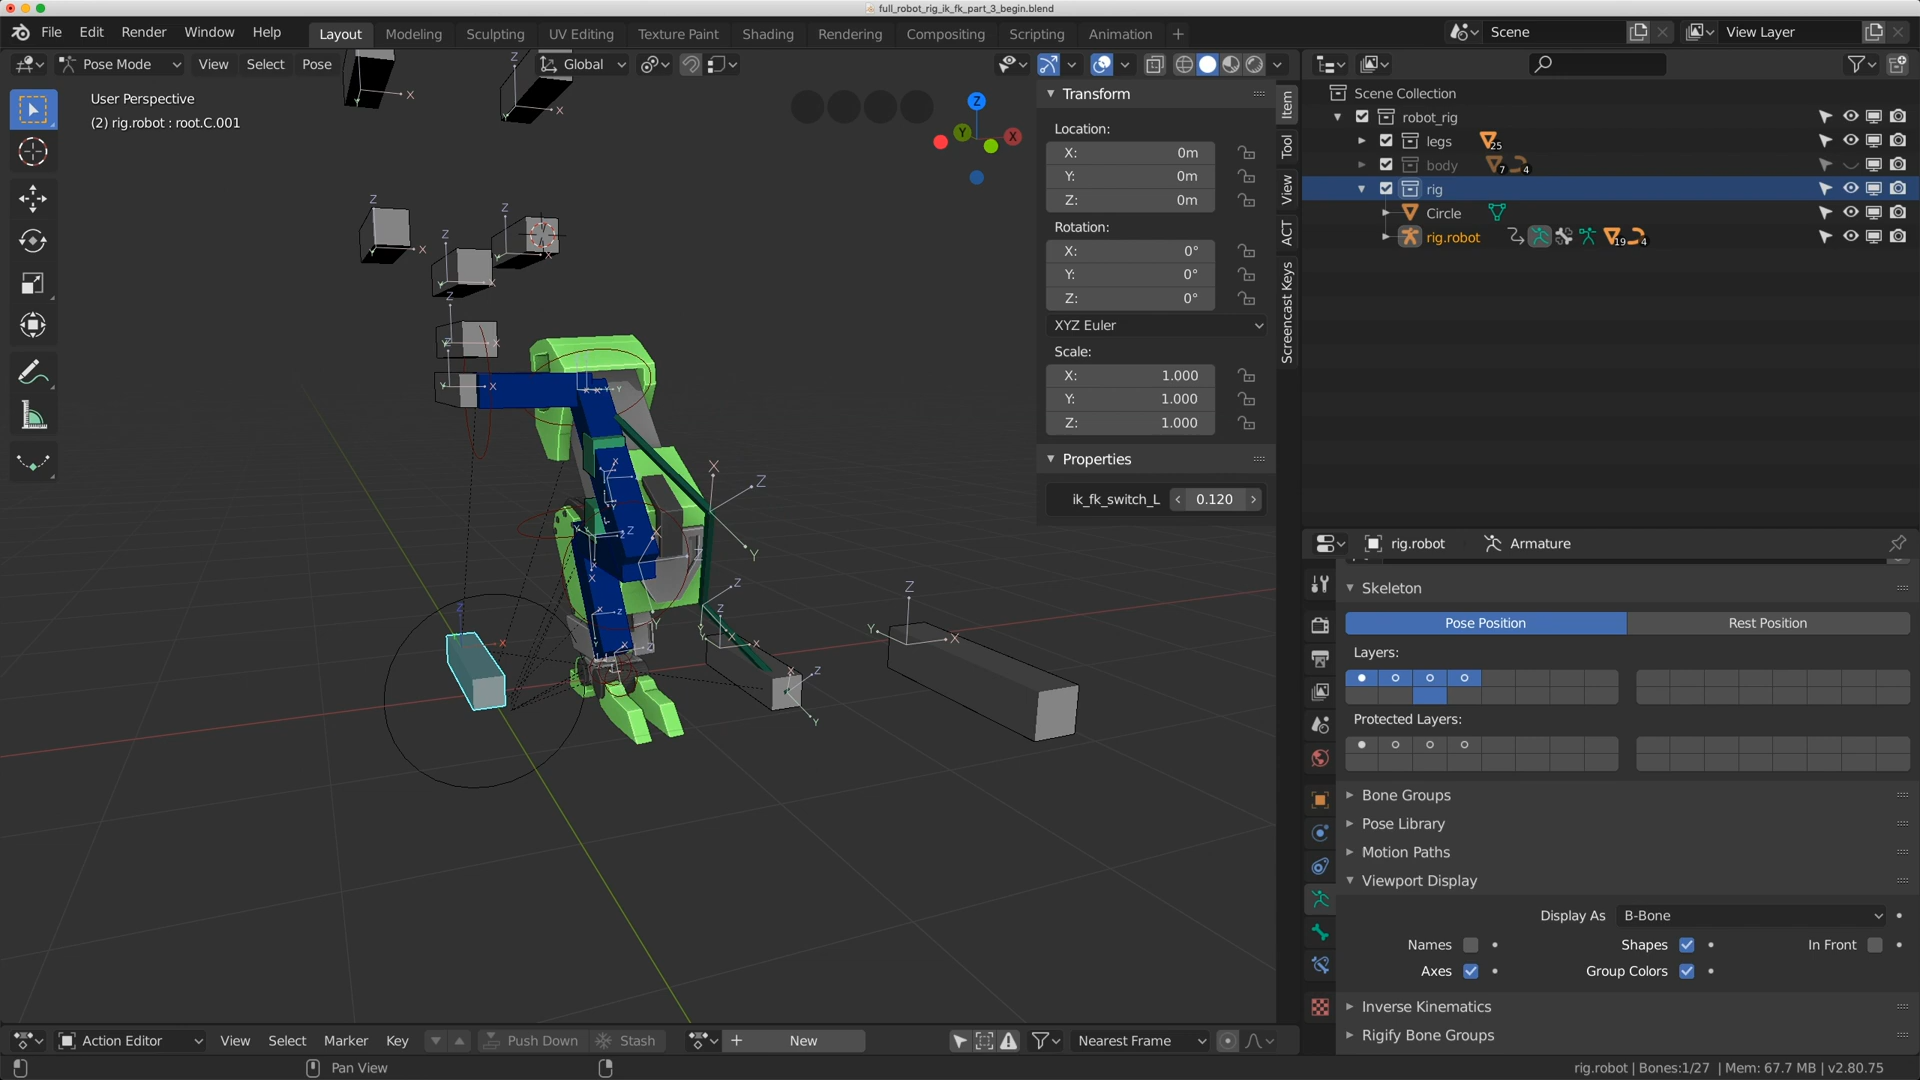 full_robot_rig_ik_fk_part_3_begin.blend
File Edit Render Window Help Layout Modeling Sculpting UV Editing Texture Paint Shading Rendering Compositing Scripting Animation + Scene View Layer
Pose Mode View Select Pose Global
User Perspective
(2) rig.robot : root.C.001
Transform
Location:
X: 0m
Y: 0m
Z: 0m
Rotation:
X: 0°
Y: 0°
Z: 0°
XYZ Euler
Scale:
X: 1.000
Y: 1.000
Z: 1.000
Properties
ik_fk_switch_L 0.120
Item
Tool
View
ACT
Screencast Keys
Scene Collection
robot_rig
legs 25
body 7 4
rig
Circle
rig.robot 19 4
rig.robot Armature
Skeleton
Pose Position Rest Position
Layers:
Protected Layers:
Bone Groups
Pose Library
Motion Paths
Viewport Display
Display As B-Bone
Names Shapes In Front
Axes Group Colors
Inverse Kinematics
Rigify Bone Groups
Action Editor View Select Marker Key Push Down Stash + New Nearest Frame
Pan View
rig.robot | Bones:1/27 | Mem: 67.7 MB | v2.80.75